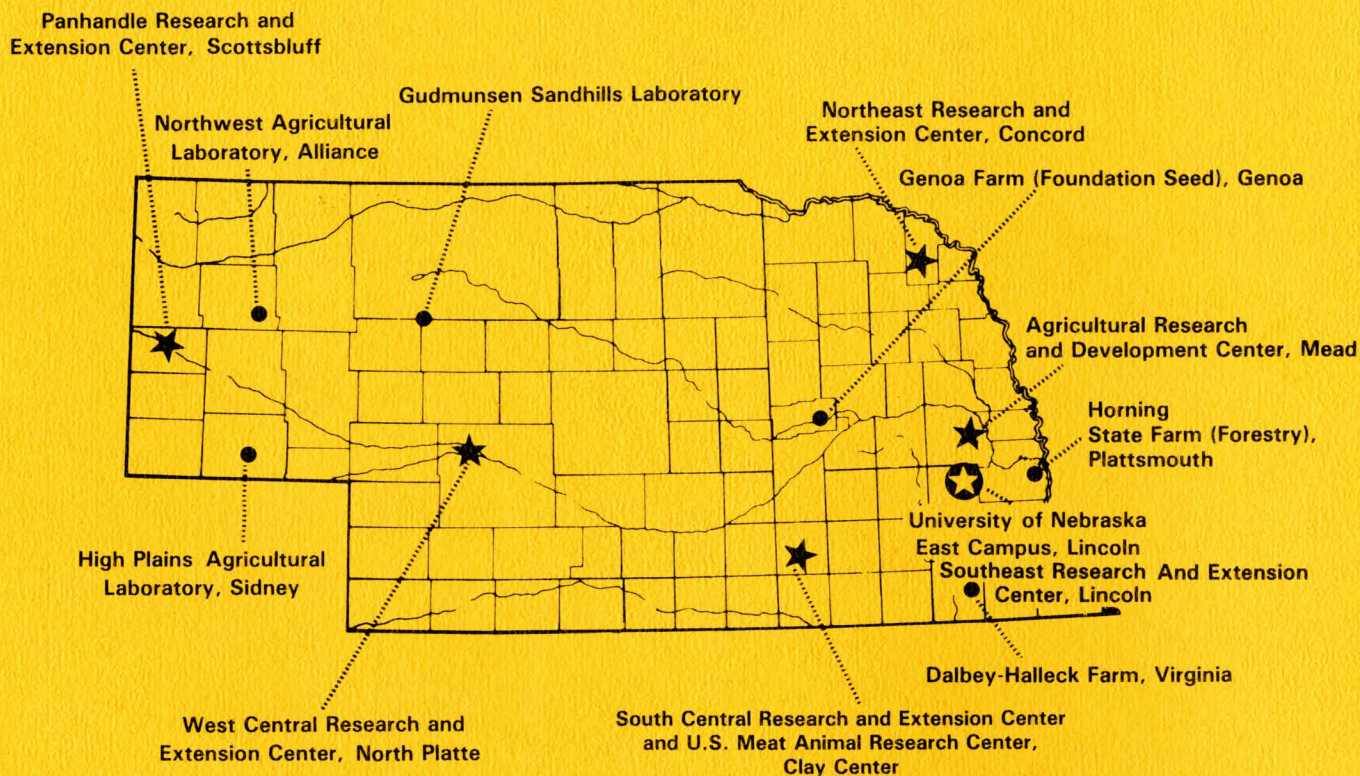 Panhandle Research and
Extension Center, Scottsbluff
Gudmunsen Sandhills Laboratory
Northwest Agricultural
Laboratory, Alliance
Northeast Research and
Extension Center, Concord
Genoa Farm (Foundation Seed), Genoa
Agricultural Research
and Development Center, Mead
Horning
State Farm (Forestry),
Plattsmouth
University of Nebraska
East Campus, Lincoln
Southeast Research And Extension
Center, Lincoln
High Plains Agricultural
Laboratory, Sidney
Dalbey-Halleck Farm, Virginia
West Central Research and
Extension Center, North Platte
South Central Research and Extension Center
and U.S. Meat Animal Research Center,
Clay Center